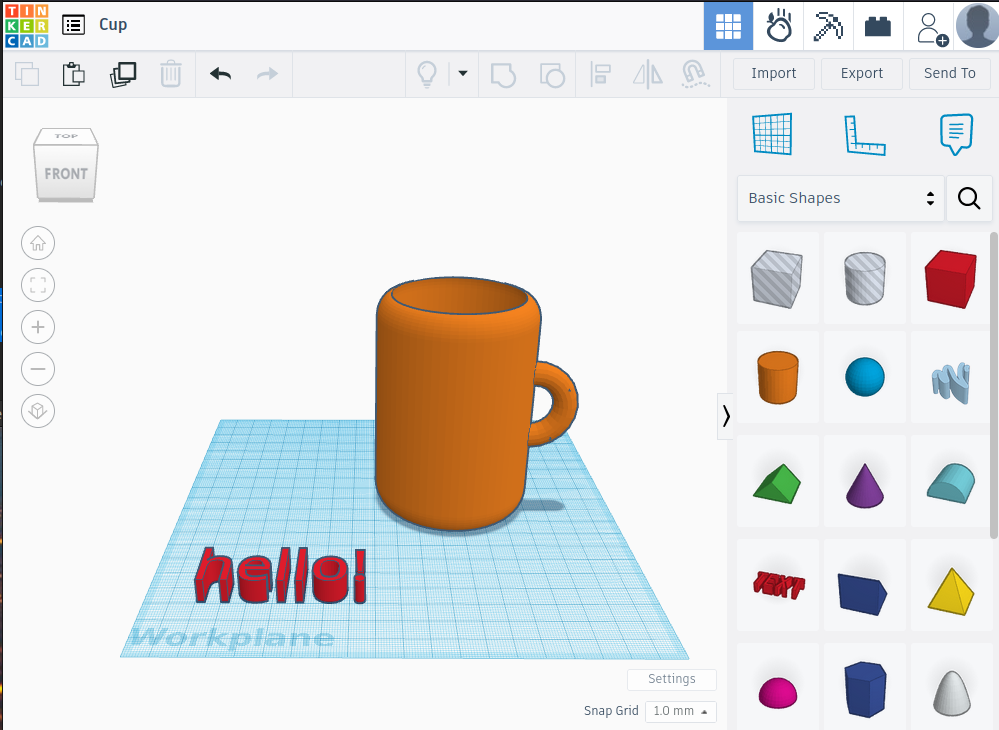 TIN
KER
CAD
Cup
Import
Export
Send To
TOP
FRONT
Basic Shapes
TEXT
hello!
Workplane
Settings
Snap Grid
1.0 mm